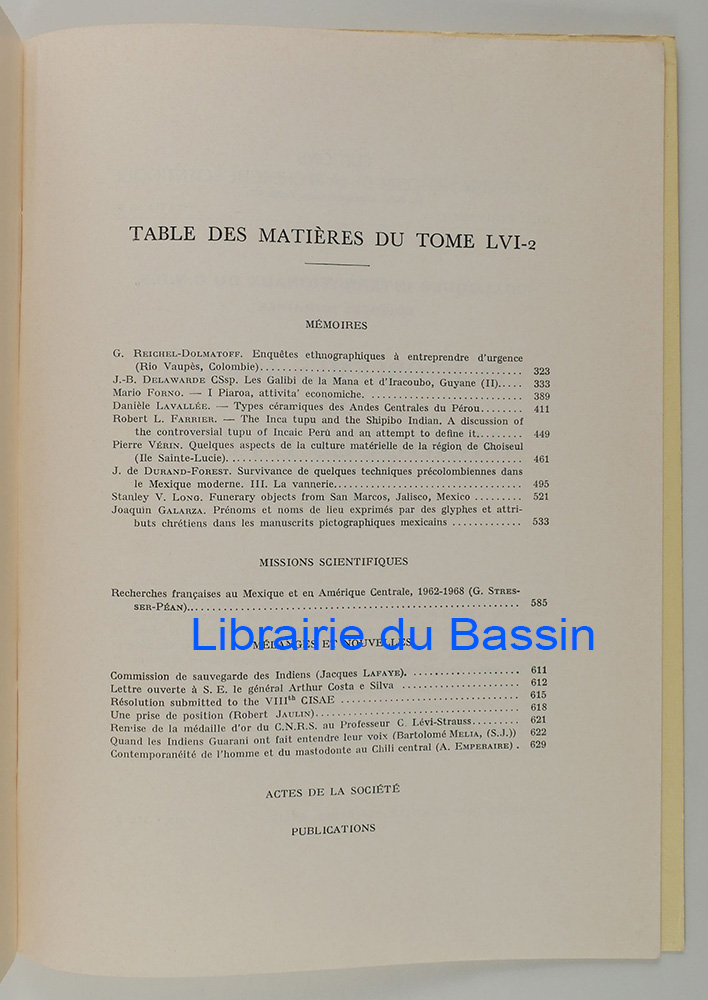 TABLE DES MATIÈRES DU TOME LVI-2
MÉMOIRES
G. REICHEL-DOLMATOFF. Enquêtes ethnographiques à entreprendre d'urgence
(Rio Vaupès, Colombie)................................................ 323
J.-B. DELAWARDE CSsp. Les Galibi de la Mana et d'Iracoubo, Guyane (II)..... 333
Mario FORNO. — I Piaroa, attivita' economiche. ............................ 389
Danièle LAVALLÉE. — Types céramiques des Andes Centrales du Pérou........ 411
Robert L. FARRIER. — The Inca tupu and the Shipibo Indian. A discussion of
the controversial tupu of Incaic Perù and an attempt to define it........ 449
Pierre VÉRIN. Quelques aspects de la culture matérielle de la région de Choiseul
(Ile Sainte-Lucie). .................................................... 461
J. de DURAND-FOREST. Survivance de quelques techniques précolombiennes dans
le Mexique moderne. III. La vannerie.................................. 495
Stanley V. LONG. Funerary objects from San Marcos, Jalisco, Mexico ......... 521
Joaquin GALARZA. Prénoms et noms de lieu exprimés par des glyphes et attri-
buts chrétiens dans les manuscrits pictographiques mexicains ............. 533
MISSIONS SCIENTIFIQUES
Recherches françaises au Mexique et en Amérique Centrale, 1962-1968 (G. STRES-
SER-PÉAN)............................................................. 585
Librairie du Bassin
MÉLANGES ET NOUVELLES
Commission de sauvegarde des Indiens (Jacques LAFAYE). .................... 611
Lettre ouverte à S. E. le général Arthur Costa e Silva ..................... 612
Résolution submitted to the VIIIth CISAE ................................ 615
Une prise de position (Robert JAULIN)..................................... 618
Remise de la médaille d'or du C.N.R.S. au Professeur C. Lévi-Strauss......... 621
Quand les Indiens Guarani ont fait entendre leur voix (Bartolomé MELIA, (S.J.)) 622
Contemporanéité de l'homme et du mastodonte au Chili central (A. EMPERAIRE) . 629
ACTES DE LA SOCIÉTÉ
PUBLICATIONS